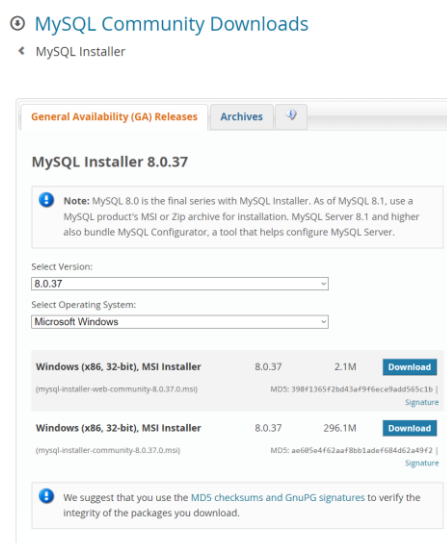 MySQL Community Downloads
MySQL Installer
General Availability (GA) Releases
Archives
MySQL Installer 8.0.37
Note: MySQL 8.0 is the final series with MySQL Installer. As of MySQL 8.1, use a
MySQL product's MSI or Zip archive for installation. MySQL Server 8.1 and higher
also bundle MySQL Configurator, a tool that helps configure MySQL Server.
Select Version:
8.0.37
Select Operating System:
Microsoft Windows
Windows (x86, 32-bit), MSI Installer 8.0.37 2.1M Download
(mysql-installer-web-community-8.0.37.0.msi) MD5: 398f1365f2bd43af9f6ece9add565c1b |
Signature
Windows (x86, 32-bit), MSI Installer 8.0.37 296.1M Download
(mysql-installer-community-8.0.37.0.msi) MD5: ae605e4f62aaf8bb1adef684d62a49f2 |
Signature
We suggest that you use the MD5 checksums and GnuPG signatures to verify the
integrity of the packages you download.